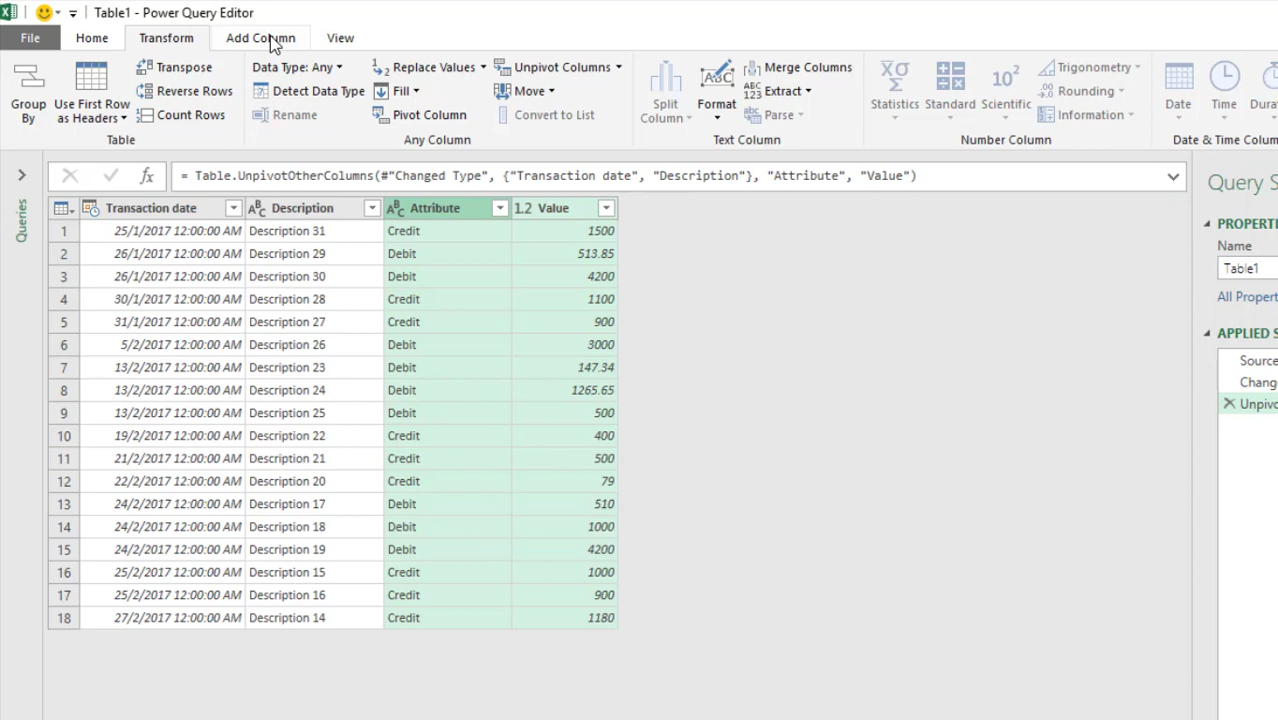 Table1 - Power Query Editor
File Home Transform Add Column View
Group By
Use First Row as Headers
Transpose
Reverse Rows
Count Rows
Table
Data Type: Any
Detect Data Type
Rename
Replace Values
Fill
Pivot Column
Unpivot Columns
Move
Convert to List
Any Column
Split Column
Format
ABC
Merge Columns
ABC 123 Extract
abc Parse
Text Column
XΣσ
Statistics
Standard
10²
Scientific
Trigonometry
.00 →.0 Rounding
Information
Number Column
Date
Time
Durat
Date & Time Colum
Queries
fx = Table.UnpivotOtherColumns(#"Changed Type", {"Transaction date", "Description"}, "Attribute", "Value")
Transaction date ABC Description ABC Attribute 1.2 Value
1 25/1/2017 12:00:00 AM Description 31 Credit 1500
2 26/1/2017 12:00:00 AM Description 29 Debit 513.85
3 26/1/2017 12:00:00 AM Description 30 Debit 4200
4 30/1/2017 12:00:00 AM Description 28 Credit 1100
5 31/1/2017 12:00:00 AM Description 27 Credit 900
6 5/2/2017 12:00:00 AM Description 26 Debit 3000
7 13/2/2017 12:00:00 AM Description 23 Debit 147.34
8 13/2/2017 12:00:00 AM Description 24 Debit 1265.65
9 13/2/2017 12:00:00 AM Description 25 Debit 500
10 19/2/2017 12:00:00 AM Description 22 Credit 400
11 21/2/2017 12:00:00 AM Description 21 Credit 500
12 22/2/2017 12:00:00 AM Description 20 Credit 79
13 24/2/2017 12:00:00 AM Description 17 Debit 510
14 24/2/2017 12:00:00 AM Description 18 Debit 1000
15 24/2/2017 12:00:00 AM Description 19 Debit 4200
16 25/2/2017 12:00:00 AM Description 15 Credit 1000
17 25/2/2017 12:00:00 AM Description 16 Credit 900
18 27/2/2017 12:00:00 AM Description 14 Credit 1180
Query S
PROPERTI
Name
Table1
All Propert
APPLIED S
Source
Chang
Unpivo